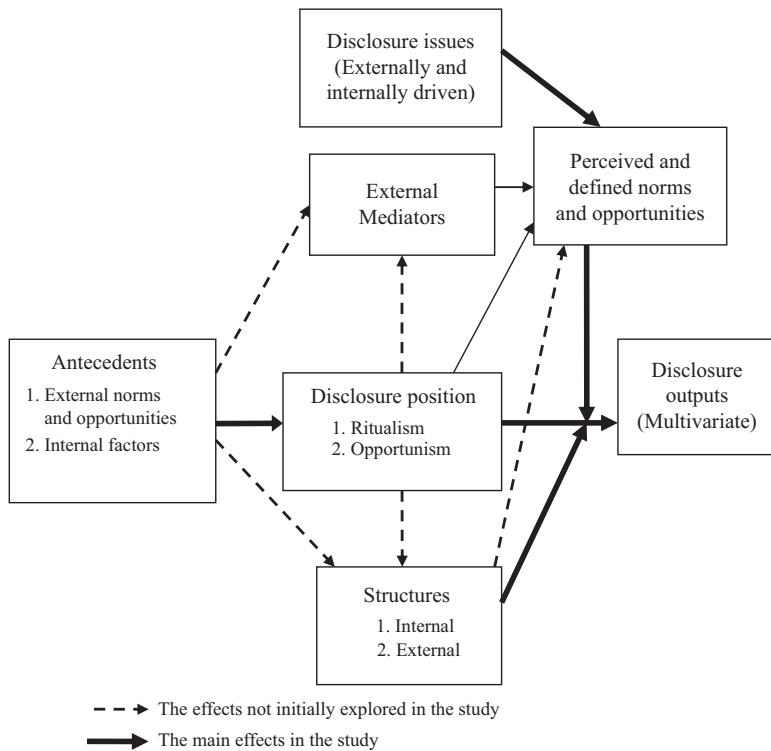 Disclosure issues
(Externally and
internally driven)
Perceived and
defined norms
and opportunities
External
Mediators
Antecedents
1. External norms
and opportunities
2. Internal factors
Disclosure position
1. Ritualism
2. Opportunism
Disclosure
outputs
(Multivariate)
Structures
1. Internal
2. External
The effects not initially explored in the study
The main effects in the study